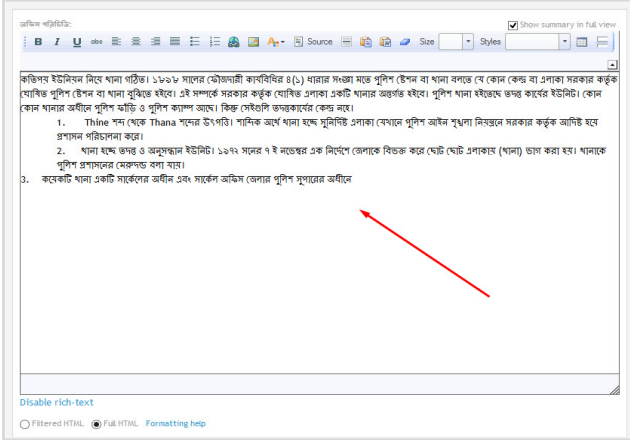 অফিস পরিচিতি:
Show summary in full view
B I U abc Source Size Styles
কতিপয় ইউনিয়ন নিয়ে থানা গঠিত। ১৮৯৮ সালের ফৌজদারী কার্যবিধির ৪(১) ধারার সংজ্ঞা মতে পুলিশ ষ্টেশন বা থানা বলতে যে কোন কেন্দ্র বা এলাকা সরকার কর্তৃক
ঘোষিত পুলিশ ষ্টেশন বা থানা বুঝিতে হইবে। এই সম্পর্কে সরকার কর্তৃক ঘোষিত এলাকা একটি থানার অন্তর্গত হইবে। পুলিশ থানা হইতেছে তদন্ত কার্যের ইউনিট। কোন
কোন থানার অধীনে পুলিশ ফাঁড়ি ও পুলিশ ক্যাম্প আছে। কিন্তু সেইগুলি তদন্তকার্যের কেন্দ্র নহে।
1. Thine শব্দ থেকে Thana শব্দের উৎপত্তি। শাব্দিক অর্থে থানা হচ্ছে সুনির্দিষ্ট এলাকা যেখানে পুলিশ আইন শৃংখলা নিয়ন্ত্রনে সরকার কর্তৃক আদিষ্ট হয়ে
প্রশাসন পরিচালনা করে।
2. থানা হচ্ছে তদন্ত ও অনুসন্ধান ইউনিট। ১৯৭২ সনের ৭ ই নভেম্বর এক নির্দেশে জেলাকে বিভক্ত করে ছোট ছোট এলাকায় (থানা) ভাগ করা হয়। থানাকে
পুলিশ প্রশাসনের মেরুদন্ড বলা যায়।
3. কয়েকটি থানা একটি সার্কেলের অধীন এবং সার্কেল অফিস জেলার পুলিশ সুপারের অধীনে
Disable rich-text
Filtered HTML Full HTML Formatting help